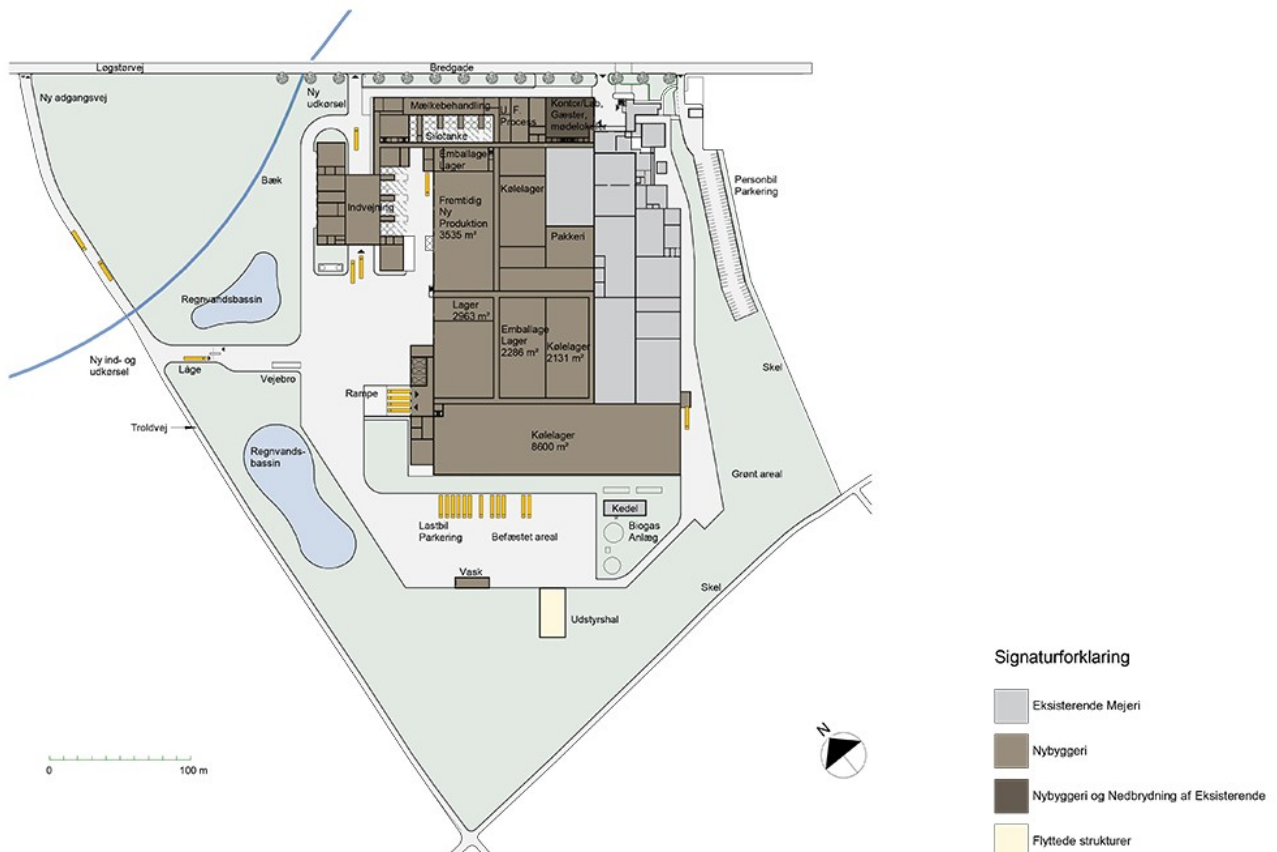 Løgstørvej
Bredgade
Ny adgangsvej
Ny
udkørsel
Mælkebehandling
U. F.
Process
Kontor/Lab,
Gæster,
mødelokaler
Silotanke
Emballage
Lager
Personbil
Parkering
Bæk
Kølelager
Indvejning
Fremtidig
Ny
Produktion
3535 m²
Pakkeri
Regnvandsbassin
Lager
2963 m²
Emballage
Lager
2286 m²
Kølelager
2131 m²
Ny ind- og
udkørsel
Låge
Vejebro
Skel
Rampe
Troldvej
Kølelager
8600 m²
Regnvands-
bassin
Grønt areal
Kedel
Lastbil
Parkering
Befæstet areal
Biogas
Anlæg
Vask
Skel
Udstyrshal
N
0
100 m
Signaturforklaring
Eksisterende Mejeri
Nybyggeri
Nybyggeri og Nedbrydning af Eksisterende
Flyttede strukturer